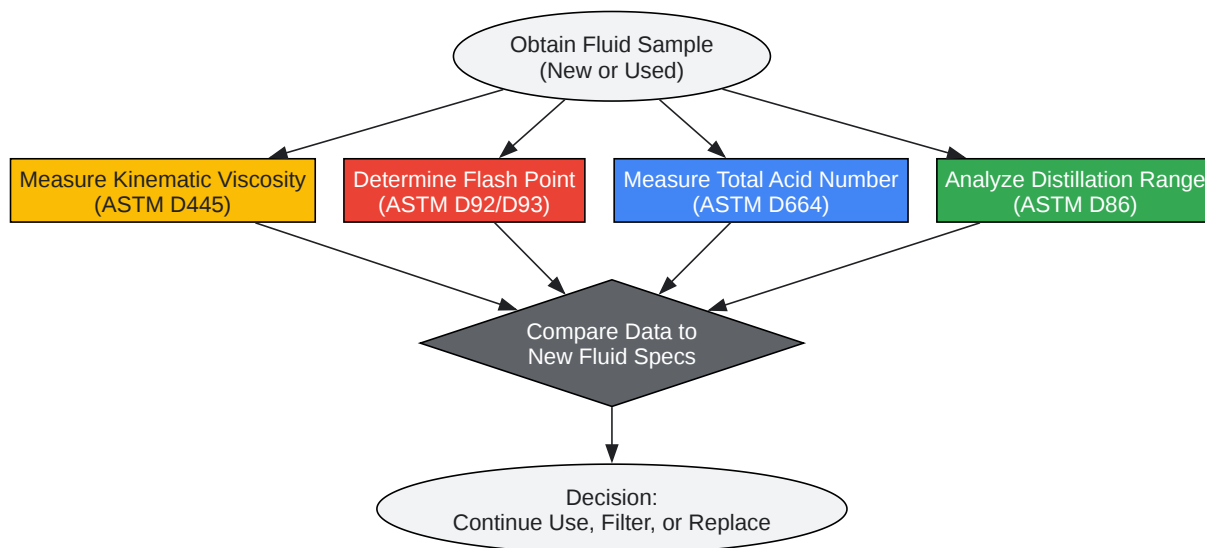 Obtain Fluid Sample
(New or Used)
Measure Kinematic Viscosity
(ASTM D445)
Determine Flash Point
(ASTM D92/D93)
Measure Total Acid Number
(ASTM D664)
Analyze Distillation Range
(ASTM D86)
Compare Data to
New Fluid Specs
Decision:
Continue Use, Filter, or Replace